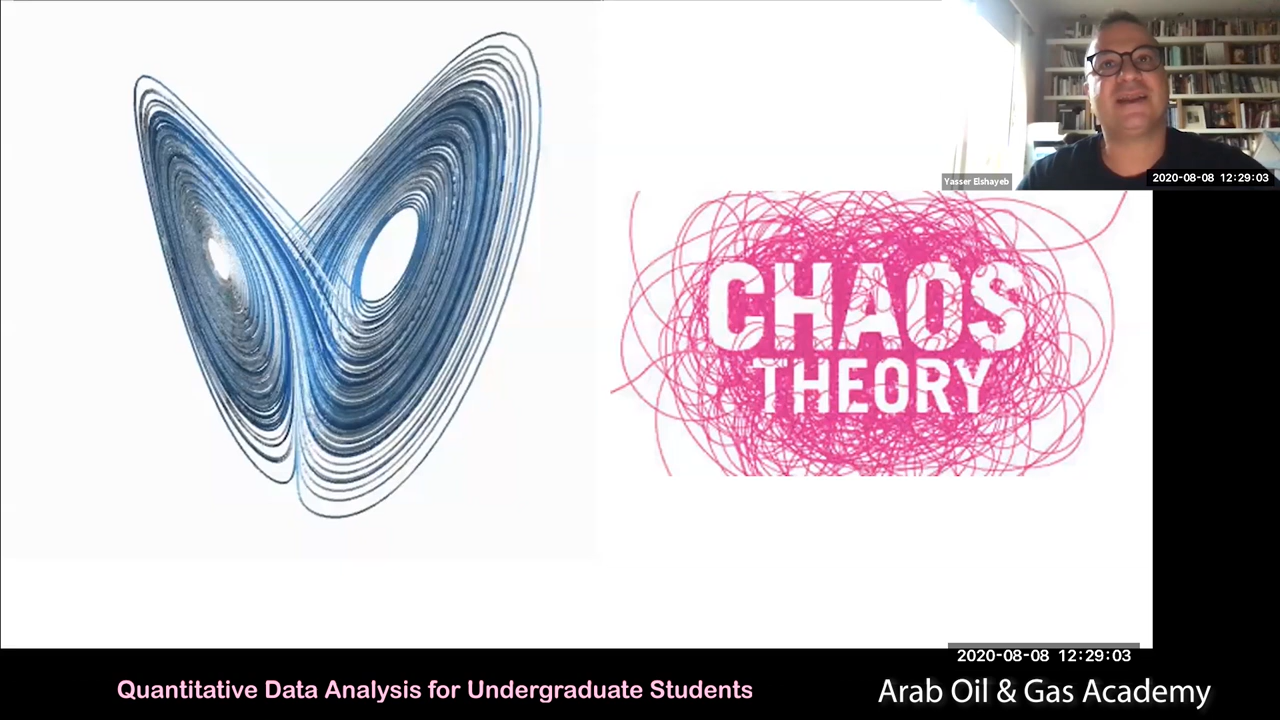 Yasser Elshayeb
2020-08-08 12:29:03
CHAOS
THEORY
2020-08-08 12:29:03
Quantitative Data Analysis for Undergraduate Students
Arab Oil & Gas Academy